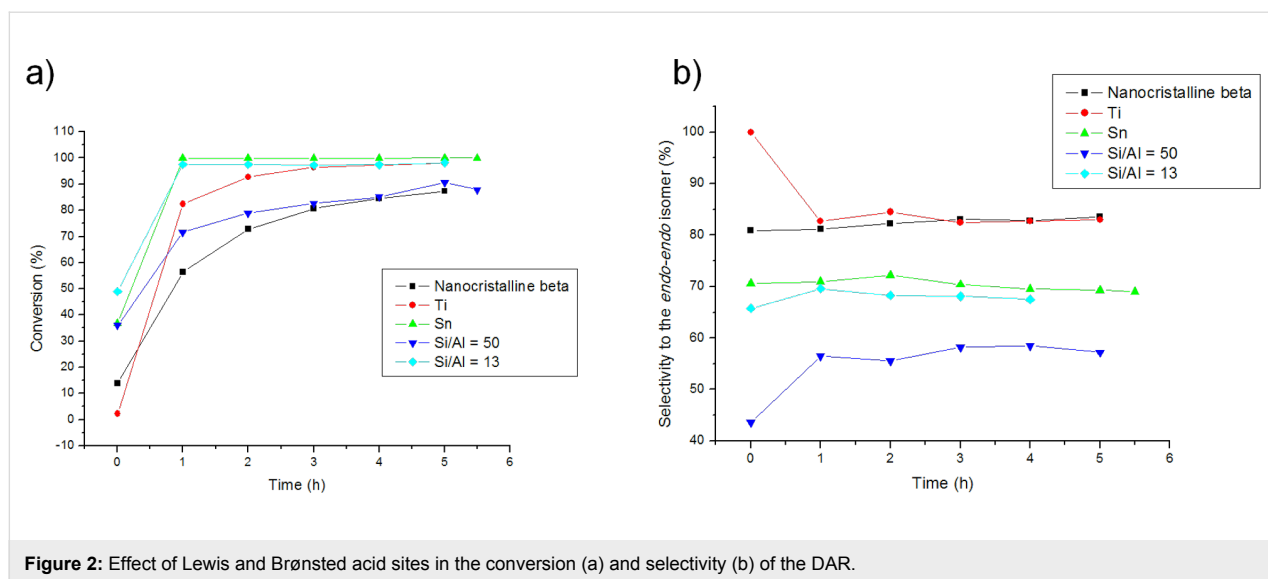 a)
Conversion (%)
110
100
90
80
70
60
50
40
30
20
10
0
-10
0 1 2 3 4 5 6
Time (h)
Nanocristalline beta
Ti
Sn
Si/Al = 50
Si/Al = 13
b)
Selectivity to the endo-endo isomer (%)
100
90
80
70
60
50
40
0 1 2 3 4 5 6
Time (h)
Nanocristalline beta
Ti
Sn
Si/Al = 50
Si/Al = 13
Figure 2: Effect of Lewis and Brønsted acid sites in the conversion (a) and selectivity (b) of the DAR.